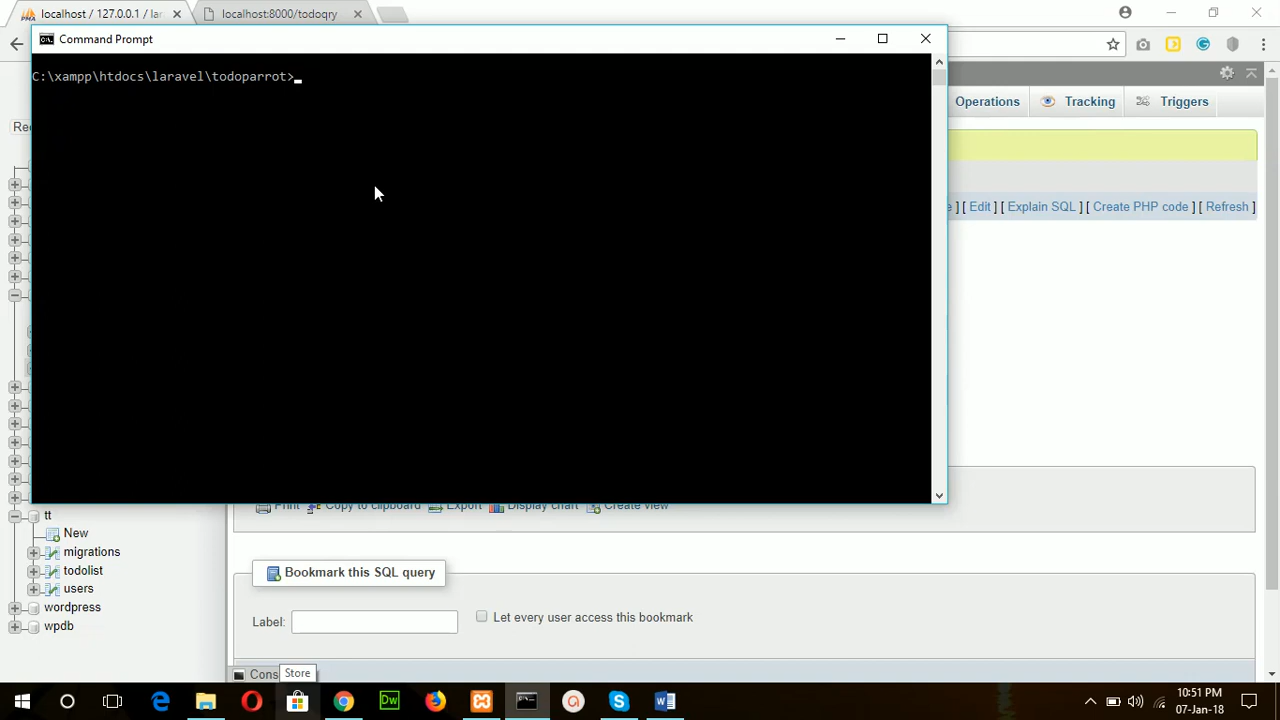 localhost / 127.0.0.1 / lar
localhost:8000/todoqry
Command Prompt
C:\xampp\htdocs\laravel\todoparrot>
Operations
Tracking
Triggers
] [ Edit ] [ Explain SQL ] [ Create PHP code ] [ Refresh ]
Print
Copy to clipboard
Export
Display chart
Create view
tt
New
migrations
todolist
users
wordpress
wpdb
Bookmark this SQL query
Label:
Let every user access this bookmark
Cons
Store
10:51 PM
07-Jan-18